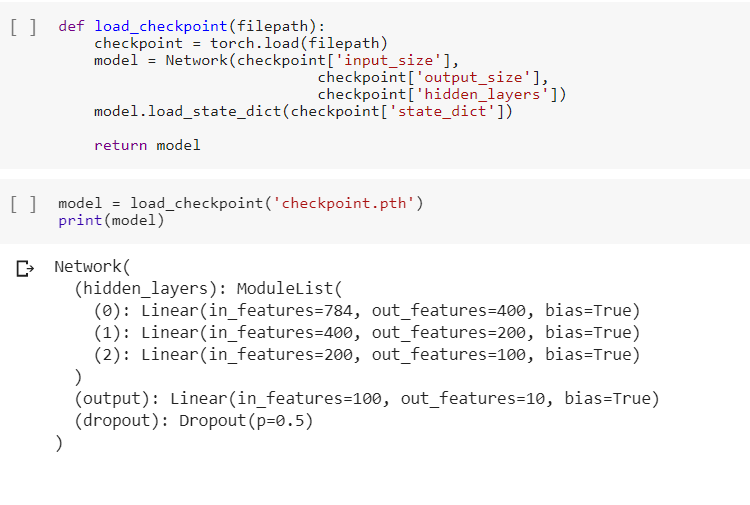 [ ] def load_checkpoint(filepath):
    checkpoint = torch.load(filepath)
    model = Network(checkpoint['input_size'],
                    checkpoint['output_size'],
                    checkpoint['hidden_layers'])
    model.load_state_dict(checkpoint['state_dict'])
    return model
[ ] model = load_checkpoint('checkpoint.pth')
print(model)
Network(
  (hidden_layers): ModuleList(
    (0): Linear(in_features=784, out_features=400, bias=True)
    (1): Linear(in_features=400, out_features=200, bias=True)
    (2): Linear(in_features=200, out_features=100, bias=True)
  )
  (output): Linear(in_features=100, out_features=10, bias=True)
  (dropout): Dropout(p=0.5)
)